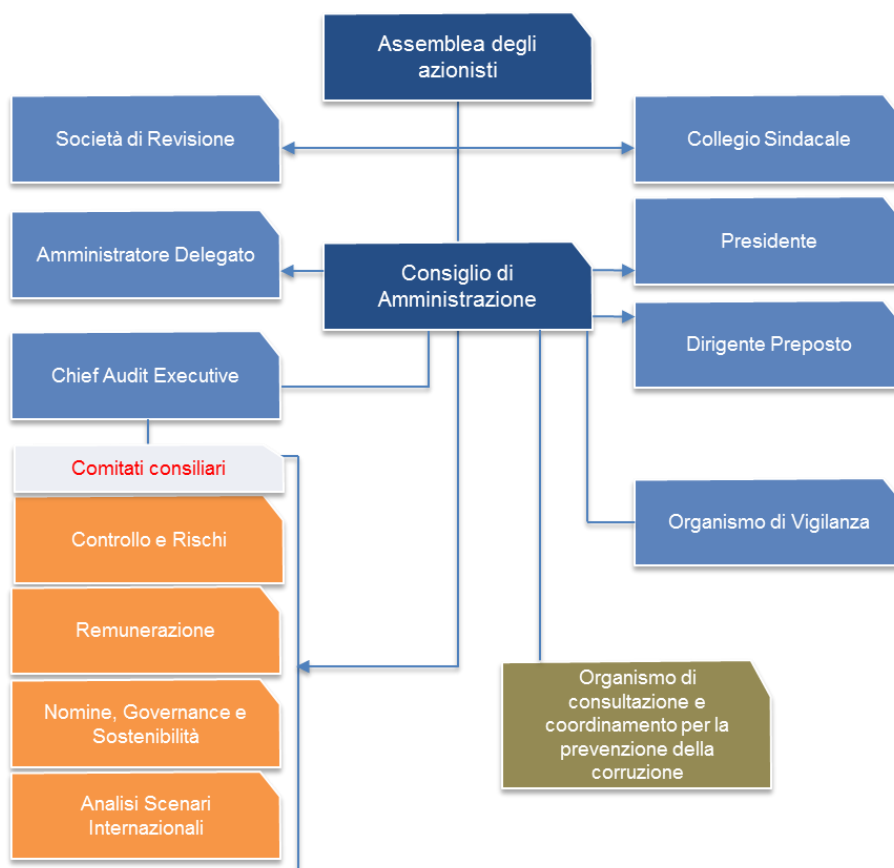 Assemblea degli
azionisti
Società di Revisione
Collegio Sindacale
Amministratore Delegato
Consiglio di
Amministrazione
Presidente
Dirigente Preposto
Chief Audit Executive
Comitati consiliari
Controllo e Rischi
Organismo di Vigilanza
Remunerazione
Nomine, Governance e
Sostenibilità
Analisi Scenari
Internazionali
Organismo di
consultazione e
coordinamento per la
prevenzione della
corruzione